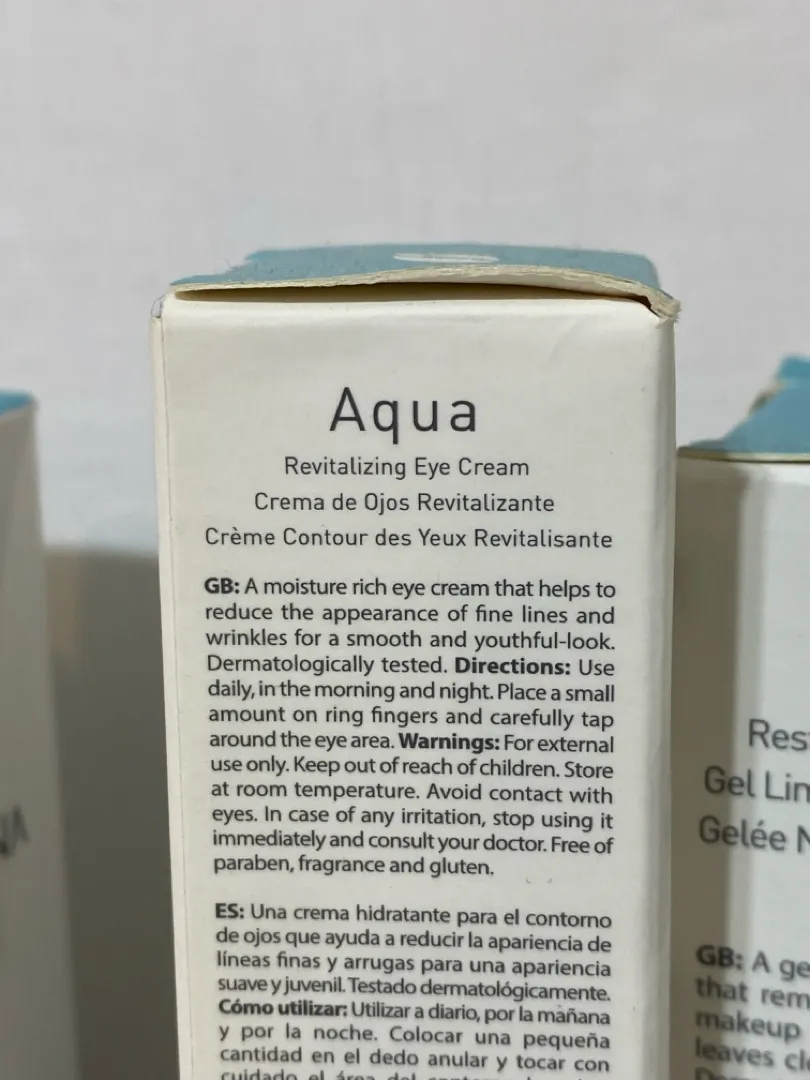 Aqua
Revitalizing Eye Cream
Crema de Ojos Revitalizante
Crème Contour des Yeux Revitalisante
GB: A moisture rich eye cream that helps to
reduce the appearance of fine lines and
wrinkles for a smooth and youthful-look.
Dermatologically tested. Directions: Use
daily, in the morning and night. Place a small
amount on ring fingers and carefully tap
around the eye area. Warnings: For external
use only. Keep out of reach of children. Store
at room temperature. Avoid contact with
eyes. In case of any irritation, stop using it
immediately and consult your doctor. Free of
paraben, fragrance and gluten.
ES: Una crema hidratante para el contorno
de ojos que ayuda a reducir la apariencia de
líneas finas y arrugas para una apariencia
suave y juvenil. Testado dermatológicamente.
Cómo utilizar: Utilizar a diario, por la mañana
y por la noche. Colocar una pequeña
cantidad en el dedo anular y tocar con
cuidado el área del
Gel
Gelée
GB: A
that
makeup
leaves